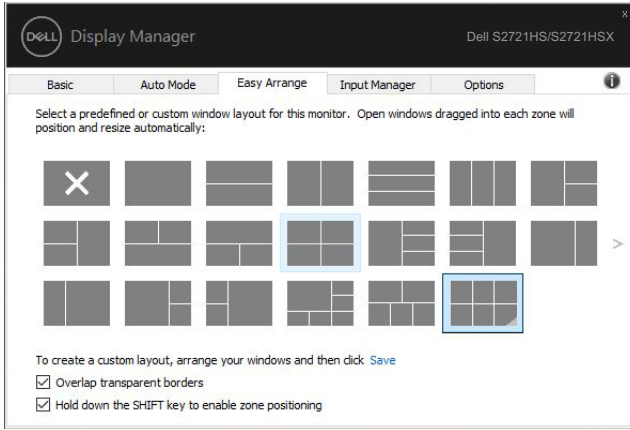 DELL Display Manager
Dell S2721HS/S2721HSX
Basic Auto Mode Easy Arrange Input Manager Options
Select a predefined or custom window layout for this monitor. Open windows dragged into each zone will
position and resize automatically:
To create a custom layout, arrange your windows and then click Save
Overlap transparent borders
Hold down the SHIFT key to enable zone positioning